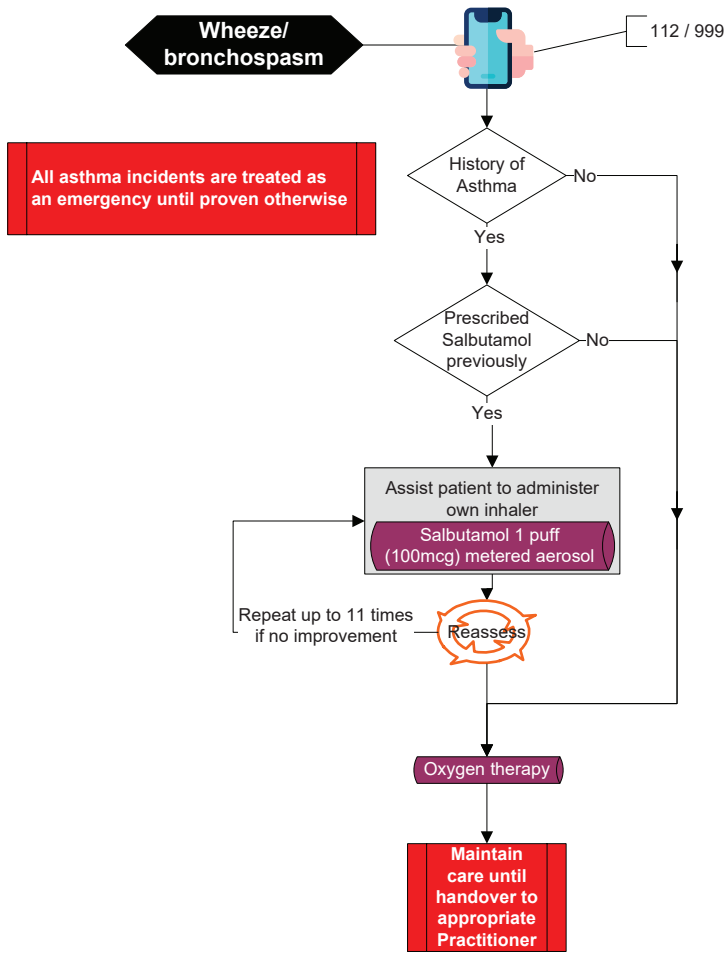 Wheeze/
bronchospasm
112 / 999
All asthma incidents are treated as
an emergency until proven otherwise
History of
Asthma
No
Yes
Prescribed
Salbutamol
previously
No
Yes
Assist patient to administer
own inhaler
Salbutamol 1 puff
(100mcg) metered aerosol
Repeat up to 11 times
if no improvement
Reassess
Oxygen therapy
Maintain
care until
handover to
appropriate
Practitioner